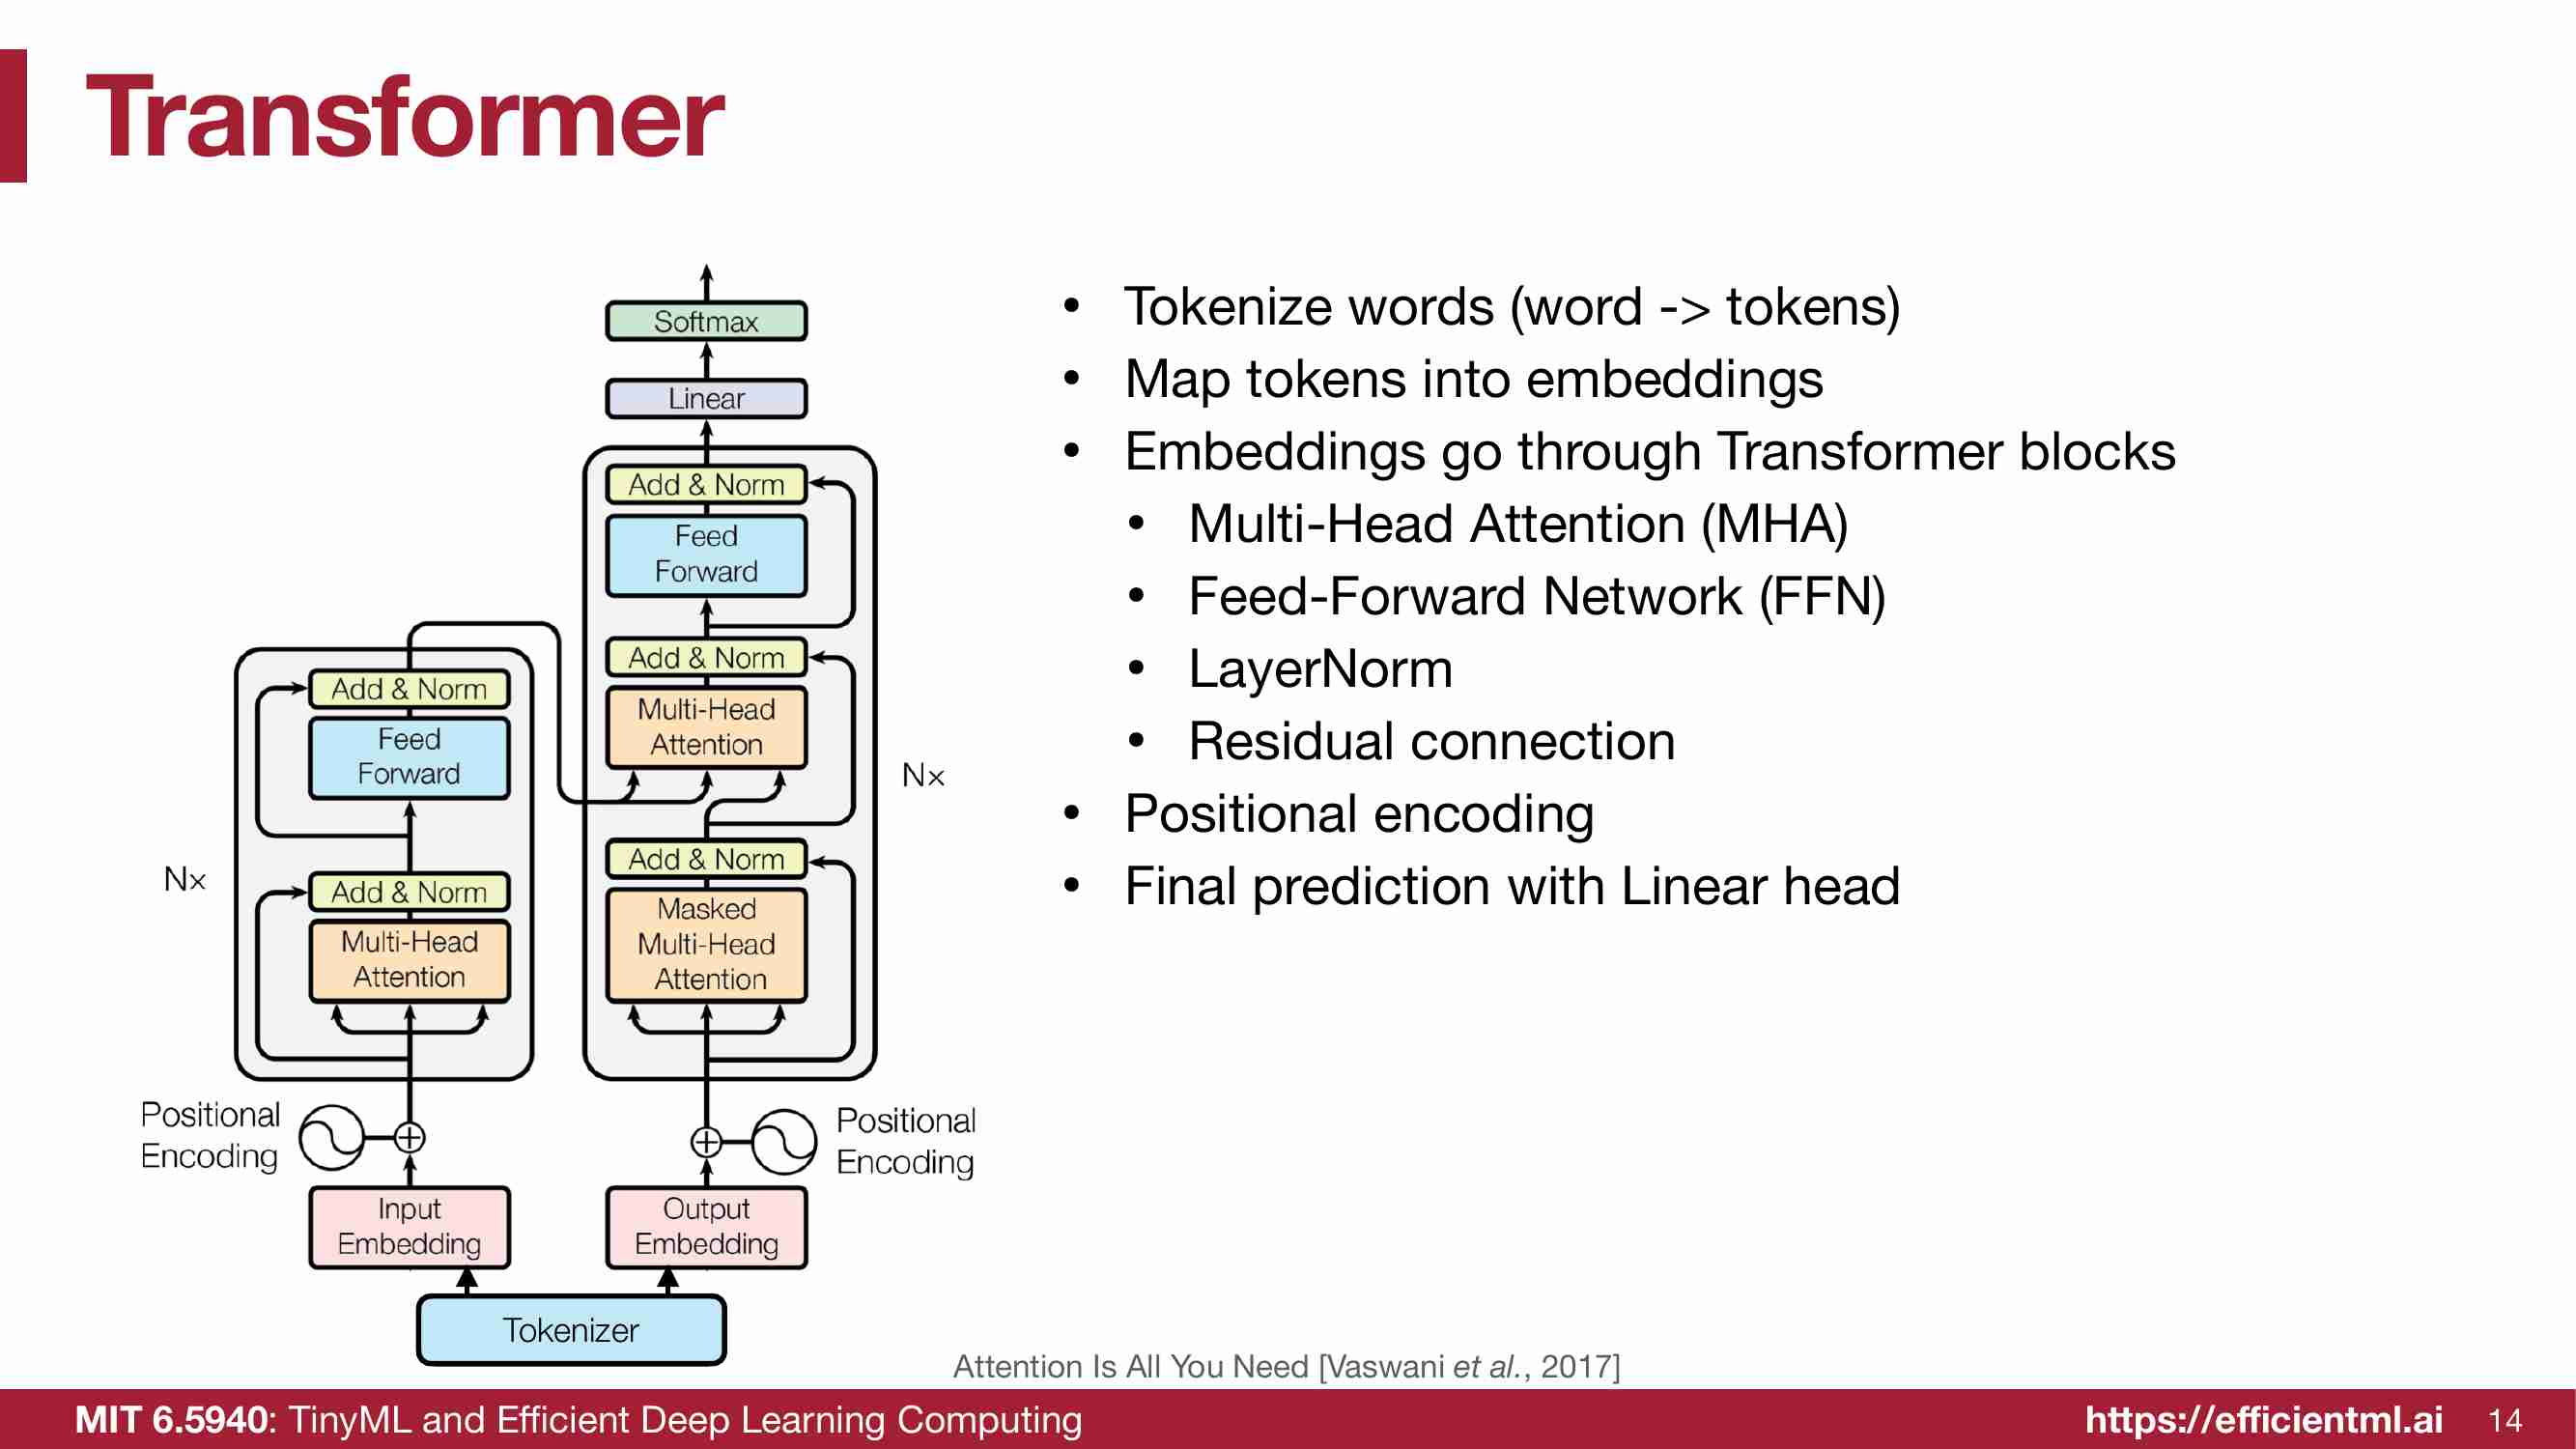 Transformer
Softmax
Linear
Add & Norm
Feed
Forward
Add & Norm
Multi-Head
Attention
Nx
Add & Norm
Masked
Multi-Head
Attention
Add & Norm
Feed
Forward
Nx
Add & Norm
Multi-Head
Attention
Positional
Encoding
Positional
Encoding
Input
Embedding
Output
Embedding
Tokenizer
• Tokenize words (word -> tokens)
• Map tokens into embeddings
• Embeddings go through Transformer blocks
• Multi-Head Attention (MHA)
• Feed-Forward Network (FFN)
• LayerNorm
• Residual connection
• Positional encoding
• Final prediction with Linear head
Attention Is All You Need [Vaswani et al., 2017]
MIT 6.5940: TinyML and Efficient Deep Learning Computing
https://efficientml.ai
14